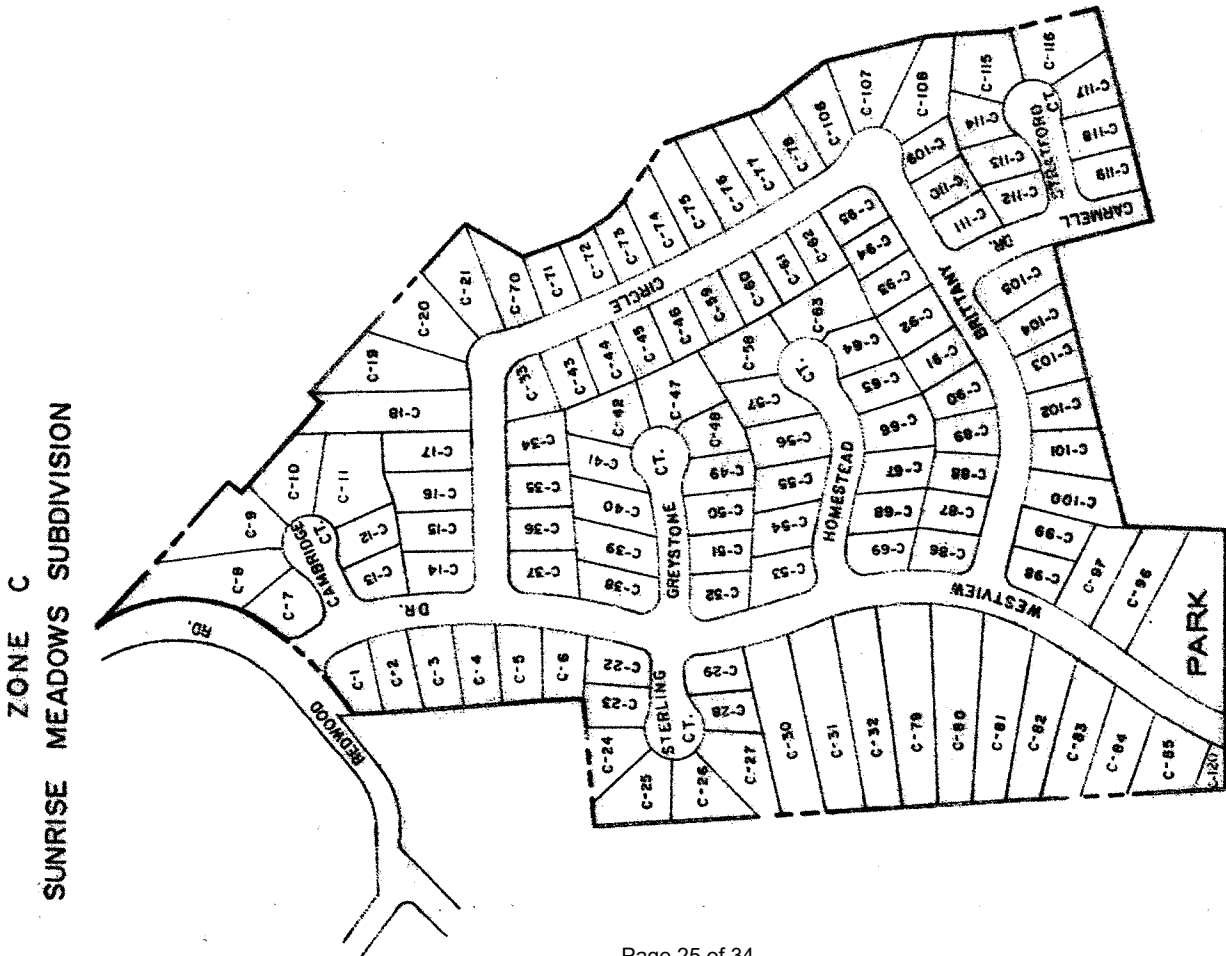 ZONE C
SUNRISE MEADOWS SUBDIVISION
REDWOOD
RD.
CAMBRIDGE
CT.
DR.
GREYSTONE
CT.
STERLING
CT.
HOMESTEAD
CT.
CIRCLE
BRITTANY
DR.
WESTVIEW
STRATFORD
CT.
CARMELL
PARK
C-1
C-2
C-3
C-4
C-5
C-6
C-7
C-8
C-9
C-10
C-11
C-12
C-13
C-14
C-15
C-16
C-17
C-18
C-19
C-20
C-21
C-22
C-23
C-24
C-25
C-26
C-27
C-28
C-29
C-30
C-31
C-32
C-33
C-34
C-35
C-36
C-37
C-38
C-39
C-40
C-41
C-42
C-43
C-44
C-45
C-46
C-47
C-48
C-49
C-50
C-51
C-52
C-53
C-54
C-55
C-56
C-57
C-58
C-59
C-60
C-61
C-62
C-63
C-64
C-65
C-66
C-67
C-68
C-69
C-70
C-71
C-72
C-73
C-74
C-75
C-76
C-77
C-78
C-79
C-80
C-81
C-82
C-83
C-84
C-85
C-86
C-87
C-88
C-89
C-90
C-91
C-92
C-93
C-94
C-95
C-96
C-97
C-98
C-99
C-100
C-101
C-102
C-103
C-104
C-105
C-106
C-107
C-108
C-109
C-110
C-111
C-112
C-113
C-114
C-115
C-116
C-117
C-118
C-119
C-120
Page 25 of 34